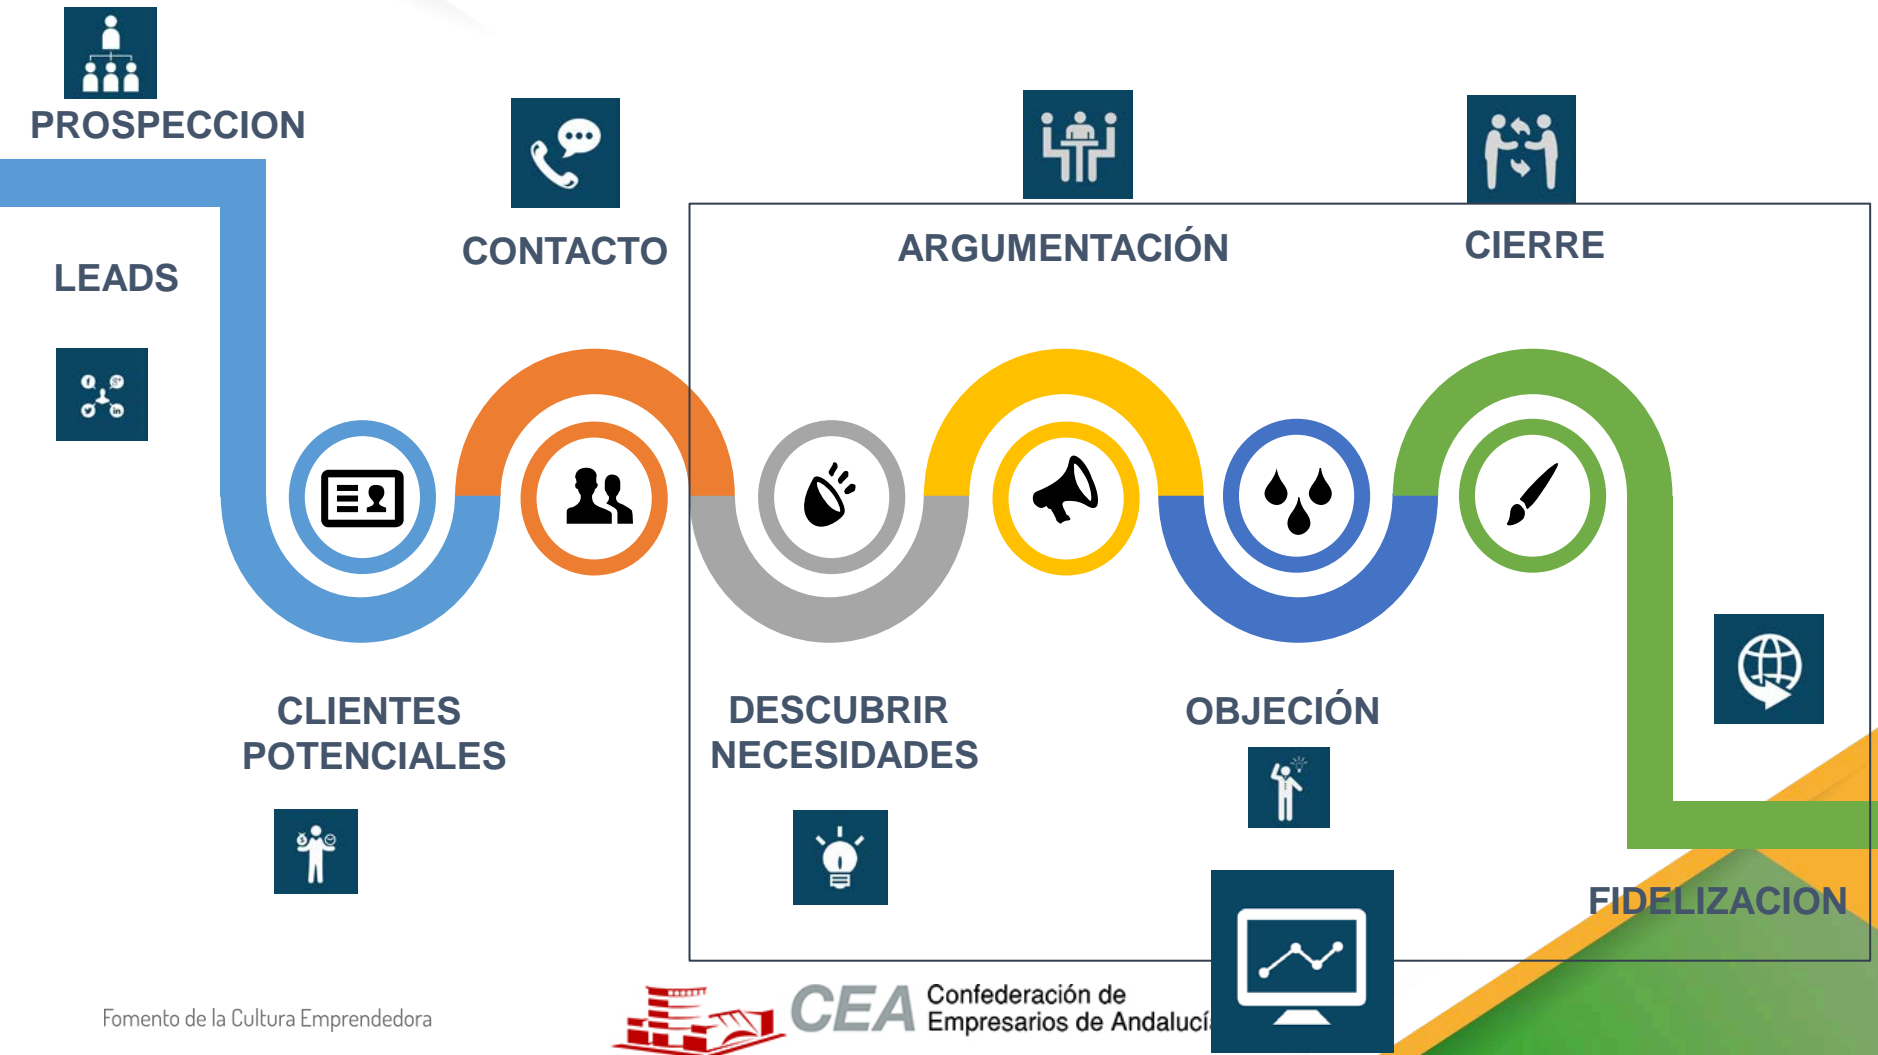 PROSPECCION
LEADS
CONTACTO
ARGUMENTACIÓN
CIERRE
CLIENTES
POTENCIALES
DESCUBRIR
NECESIDADES
OBJECIÓN
FIDELIZACION
Fomento de la Cultura Emprendedora
CEA
Confederación de
Empresarios de Andalucí